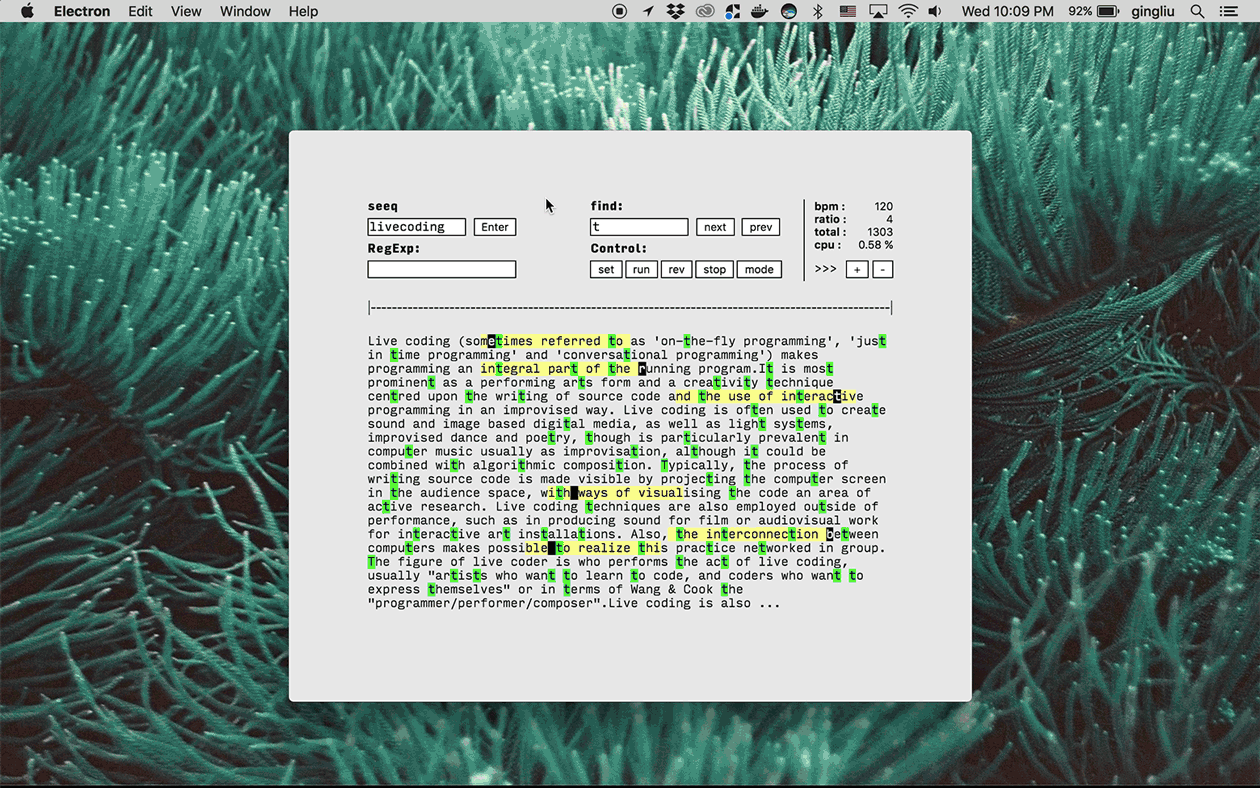 Electron Edit View Window Help Wed 10:09 PM 92% gingliu
seeq
livecoding Enter
RegExp:
find:
t next prev
Control:
set run rev stop mode
bpm : 120
ratio : 4
total : 1303
cpu : 0.58 %
>>> + -
|-----------------------------------------------------------------------------------------|
Live coding (sometimes referred to as 'on-the-fly programming', 'just
in time programming' and 'conversational programming') makes
programming an integral part of the running program.It is most
prominent as a performing arts form and a creativity technique
centred upon the writing of source code and the use of interactive
programming in an improvised way. Live coding is often used to create
sound and image based digital media, as well as light systems,
improvised dance and poetry, though is particularly prevalent in
computer music usually as improvisation, although it could be
combined with algorithmic composition. Typically, the process of
writing source code is made visible by projecting the computer screen
in the audience space, with ways of visualising the code an area of
active research. Live coding techniques are also employed outside of
performance, such as in producing sound for film or audiovisual work
for interactive art installations. Also, the interconnection between
computers makes possible to realize this practice networked in group.
The figure of live coder is who performs the act of live coding,
usually "artists who want to learn to code, and coders who want to
express themselves" or in terms of Wang & Cook the
"programmer/performer/composer".Live coding is also ...